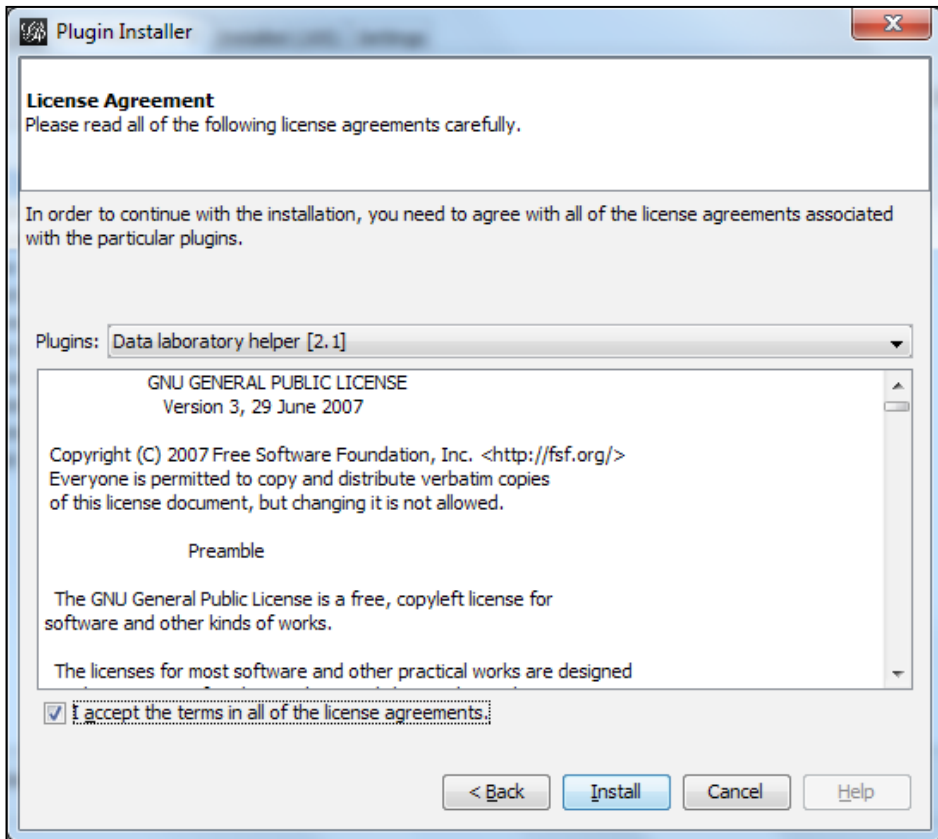 Plugin Installer
License Agreement
Please read all of the following license agreements carefully.
In order to continue with the installation, you need to agree with all of the license agreements associated
with the particular plugins.
Plugins: Data laboratory helper [2.1]
GNU GENERAL PUBLIC LICENSE
Version 3, 29 June 2007
Copyright (C) 2007 Free Software Foundation, Inc. <http://fsf.org/>
Everyone is permitted to copy and distribute verbatim copies
of this license document, but changing it is not allowed.
Preamble
The GNU General Public License is a free, copyleft license for
software and other kinds of works.
The licenses for most software and other practical works are designed
I accept the terms in all of the license agreements.
< Back Install Cancel Help